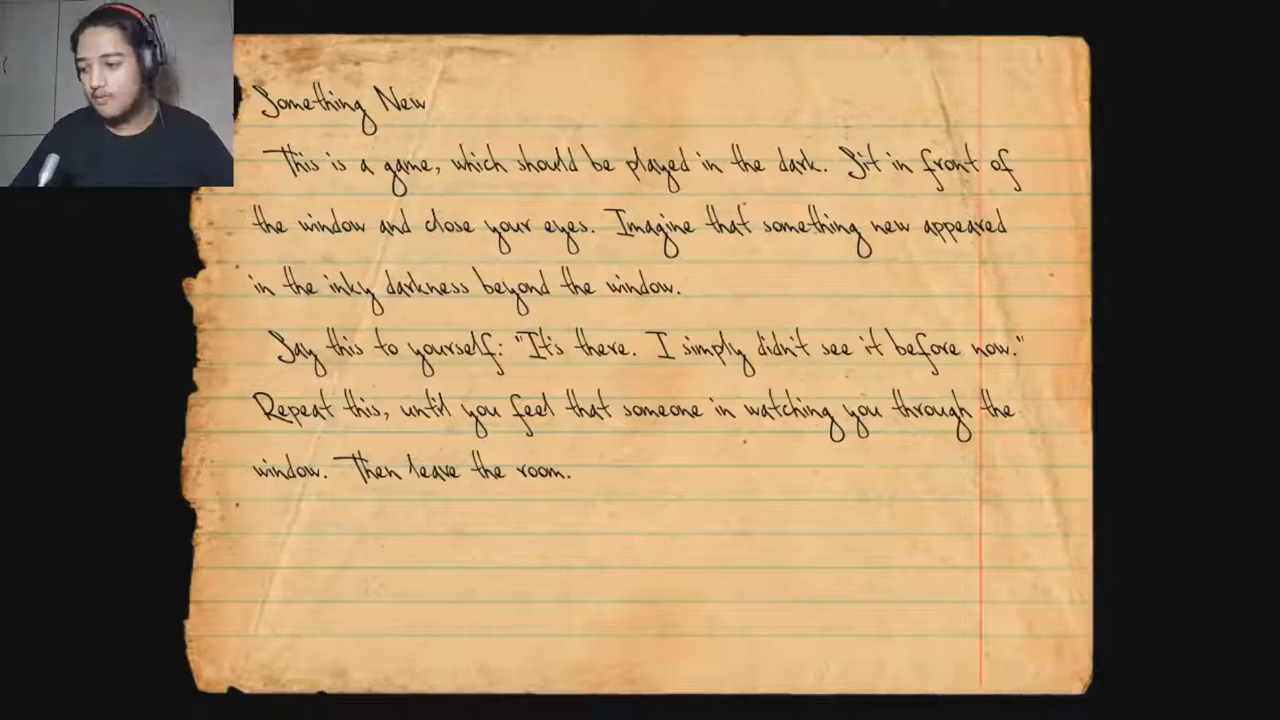 Something New
This is a game, which should be played in the dark. Sit in front of
the window and close your eyes. Imagine that something new appeared
in the inky darkness beyond the window.
Say this to yourself: "It's there. I simply didn't see it before now."
Repeat this, until you feel that someone in watching you through the
window. Then leave the room.